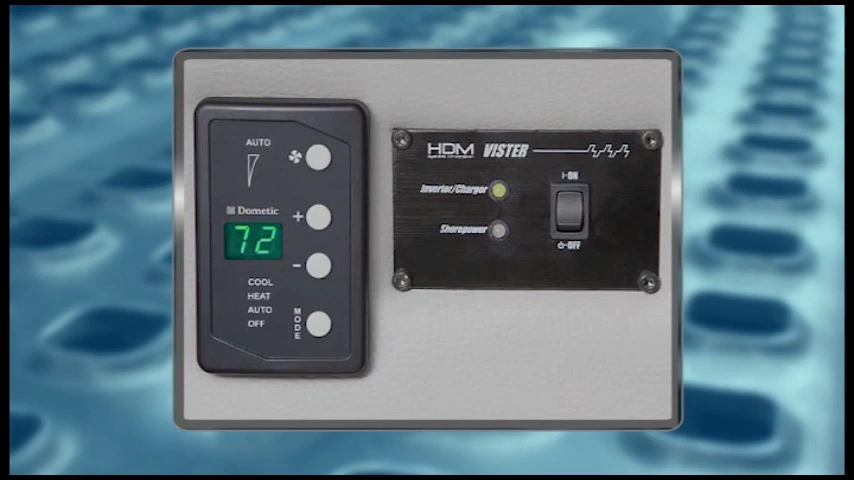 AUTO
Dometic
+
72
-
COOL
HEAT
AUTO
OFF
MODE
HDM VISTER
Inverter/Charger
Shorepower
I-ON
-OFF